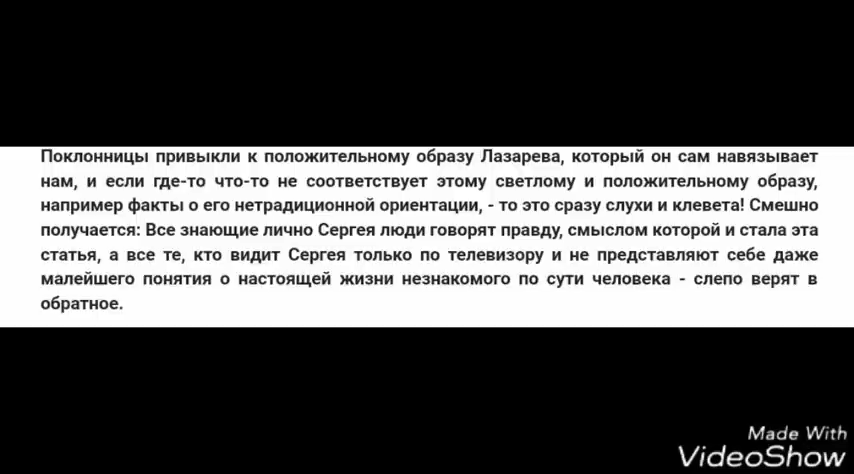 Поклонницы привыкли к положительному образу Лазарева, который он сам навязывает
нам, и если где-то что-то не соответствует этому светлому и положительному образу,
например факты о его нетрадиционной ориентации, - то это сразу слухи и клевета! Смешно
получается: Все знающие лично Сергея люди говорят правду, смыслом которой и стала эта
статья, а все те, кто видит Сергея только по телевизору и не представляют себе даже
малейшего понятия о настоящей жизни незнакомого по сути человека - слепо верят в
обратное.
Made With
VideoShow